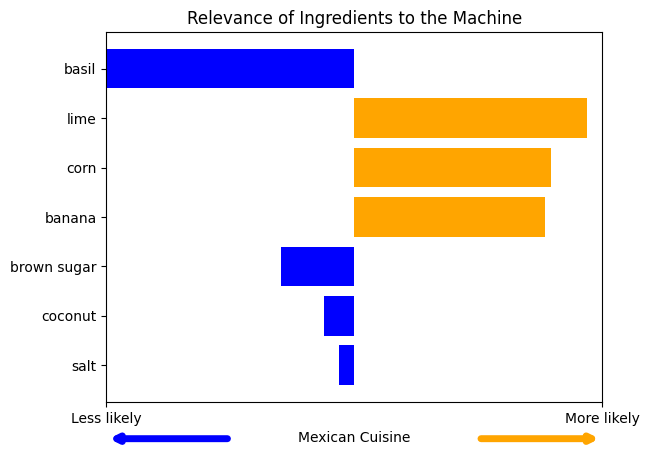 Relevance of Ingredients to the Machine
basil
lime
corn
banana
brown sugar
coconut
salt
Less likely
More likely
Mexican Cuisine